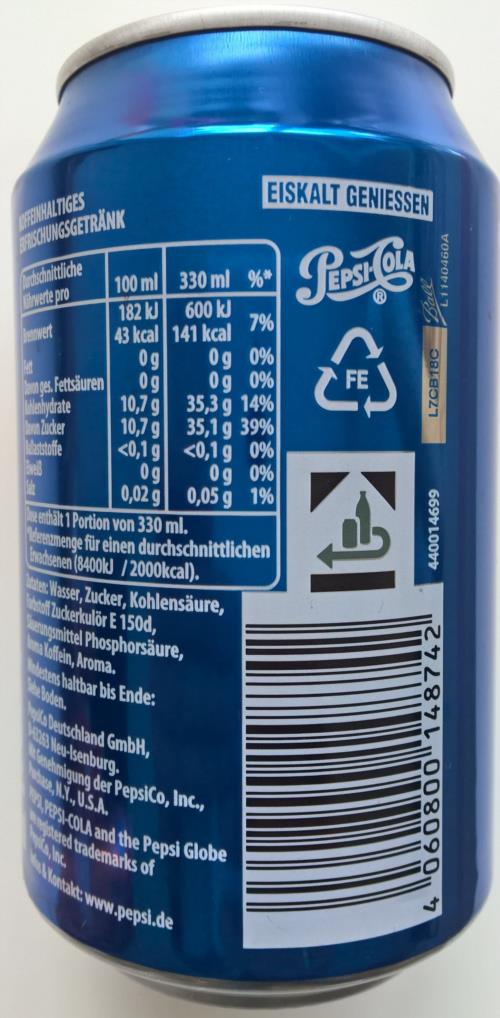 KOFFEINHALTIGES
ERFRISCHUNGSGETRÄNK
EISKALT GENIESSEN
PEPSI-COLA
®
Ball
L1140460A
LZCB18C
FE
440014699
Durchschnittliche
Nährwerte pro 100 ml 330 ml %*
Brennwert 182 kJ 600 kJ 7%
43 kcal 141 kcal
Fett 0 g 0 g 0%
Davon ges. Fettsäuren 0 g 0 g 0%
Kohlenhydrate 10,7 g 35,3 g 14%
Davon Zucker 10,7 g 35,1 g 39%
Ballaststoffe <0,1 g <0,1 g 0%
Eiweiß 0 g 0 g 0%
Salz 0,02 g 0,05 g 1%
Dose enthält 1 Portion von 330 ml.
*Referenzmenge für einen durchschnittlichen
Erwachsenen (8400kJ / 2000kcal).
Zutaten: Wasser, Zucker, Kohlensäure,
Farbstoff Zuckerkulör E 150d,
Säuerungsmittel Phosphorsäure,
Aroma Koffein, Aroma.
Mindestens haltbar bis Ende:
Siehe Boden.
PepsiCo Deutschland GmbH,
D-63263 Neu-Isenburg.
Mit Genehmigung der PepsiCo, Inc.,
Purchase, N.Y., U.S.A.
PEPSI, PEPSI-COLA and the Pepsi Globe
are registered trademarks of
PepsiCo, Inc.
Infos & Kontakt: www.pepsi.de
4 060800 148742